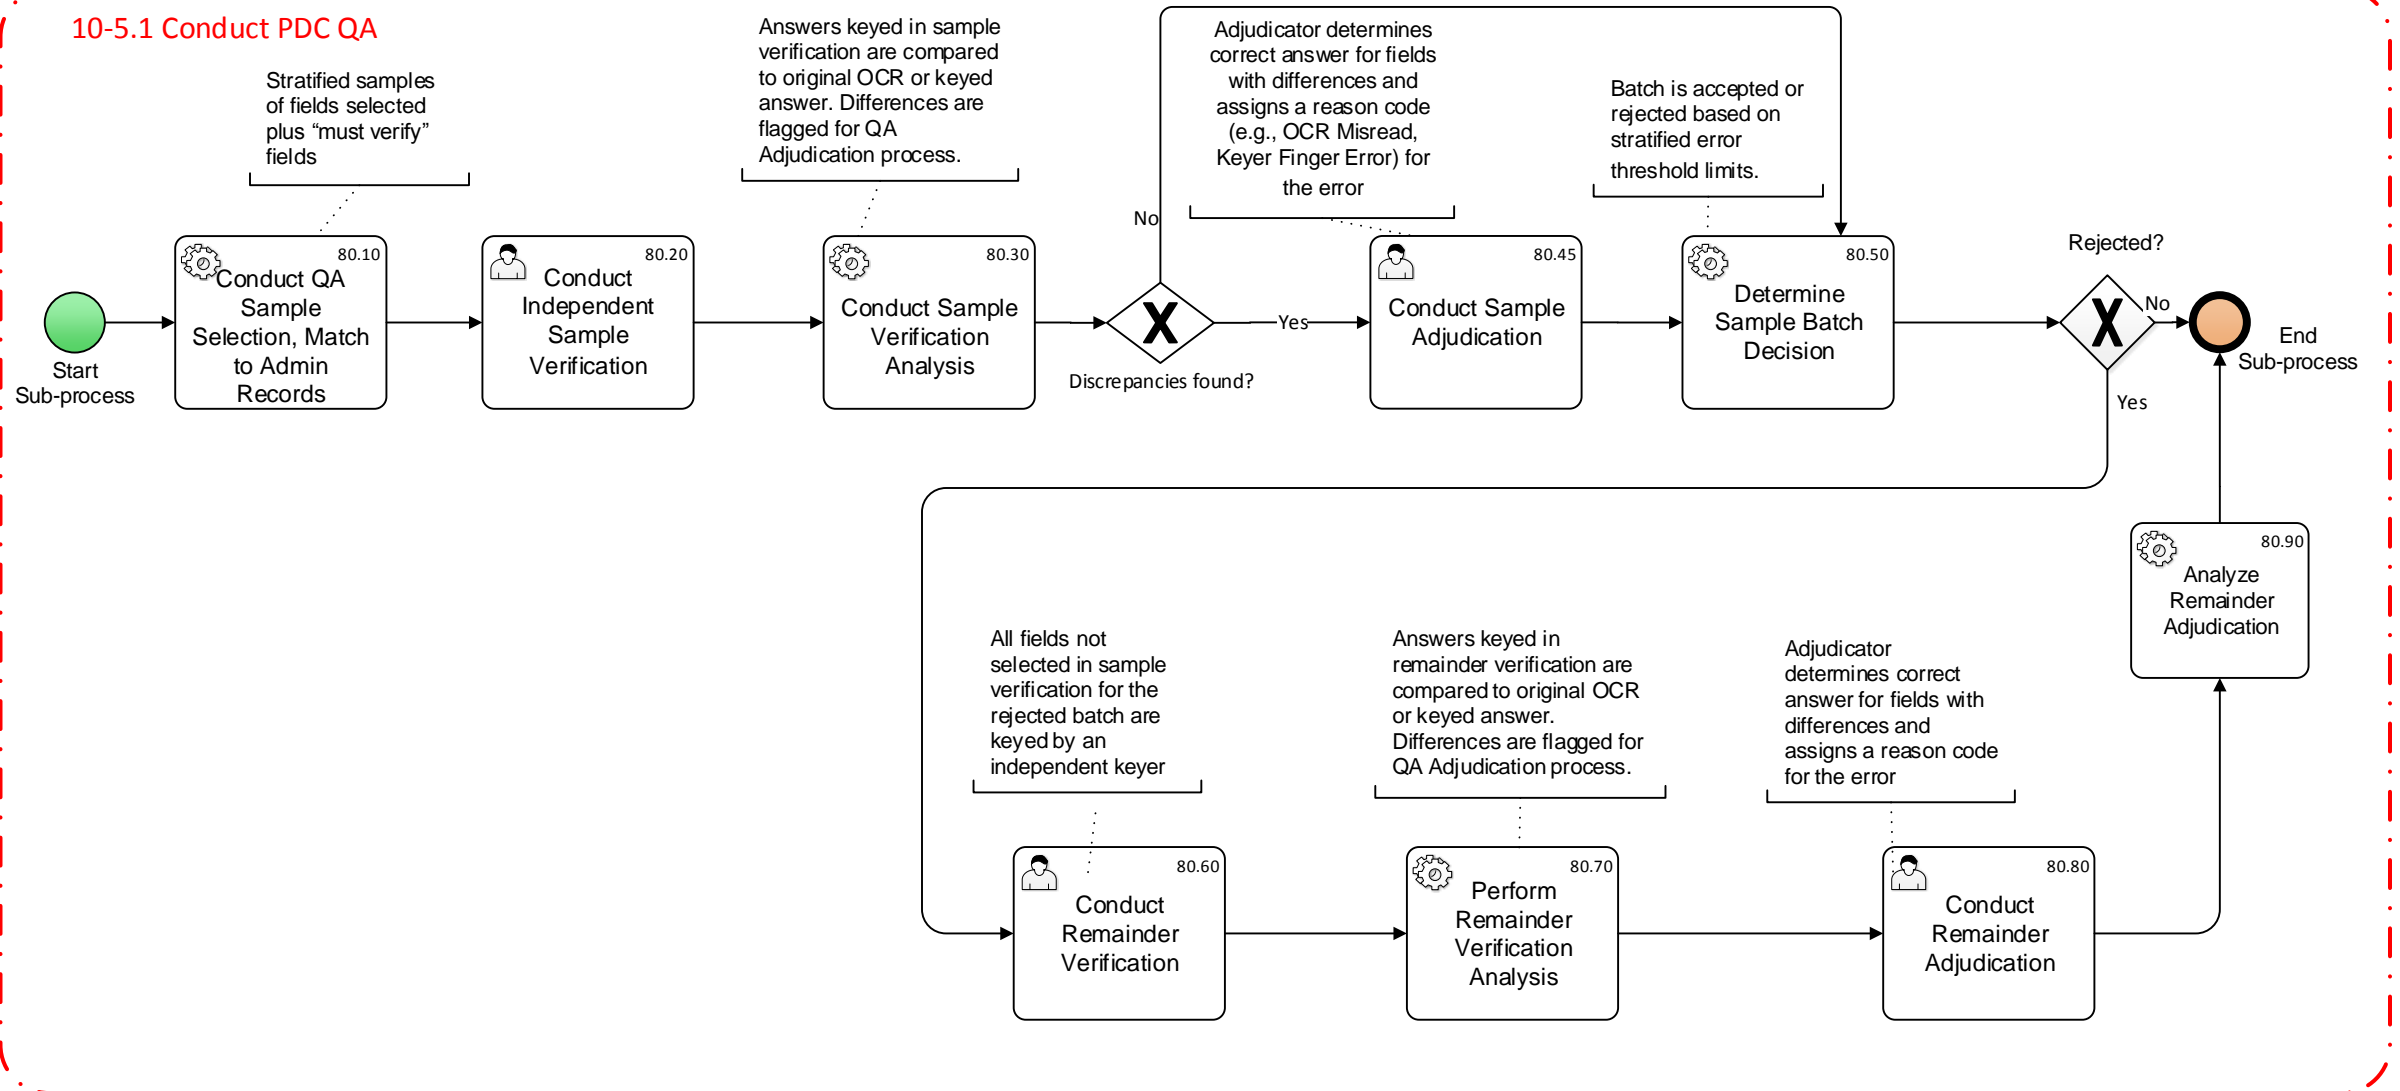 10-5.1 Conduct PDC QA
Stratified samples
of fields selected
plus “must verify”
fields
Answers keyed in sample
verification are compared
to original OCR or keyed
answer. Differences are
flagged for QA
Adjudication process.
Adjudicator determines
correct answer for fields
with differences and
assigns a reason code
(e.g., OCR Misread,
Keyer Finger Error) for
the error
Batch is accepted or
rejected based on
stratified error
threshold limits.
Start
Sub-process
80.10
Conduct QA
Sample
Selection, Match
to Admin
Records
80.20
Conduct
Independent
Sample
Verification
80.30
Conduct Sample
Verification
Analysis
No
Yes
Discrepancies found?
80.45
Conduct Sample
Adjudication
80.50
Determine
Sample Batch
Decision
Rejected?
No
Yes
End
Sub-process
All fields not
selected in sample
verification for the
rejected batch are
keyed by an
independent keyer
80.60
Conduct
Remainder
Verification
Answers keyed in
remainder verification are
compared to original OCR
or keyed answer.
Differences are flagged for
QA Adjudication process.
80.70
Perform
Remainder
Verification
Analysis
Adjudicator
determines correct
answer for fields with
differences and
assigns a reason code
for the error
80.80
Conduct
Remainder
Adjudication
80.90
Analyze
Remainder
Adjudication